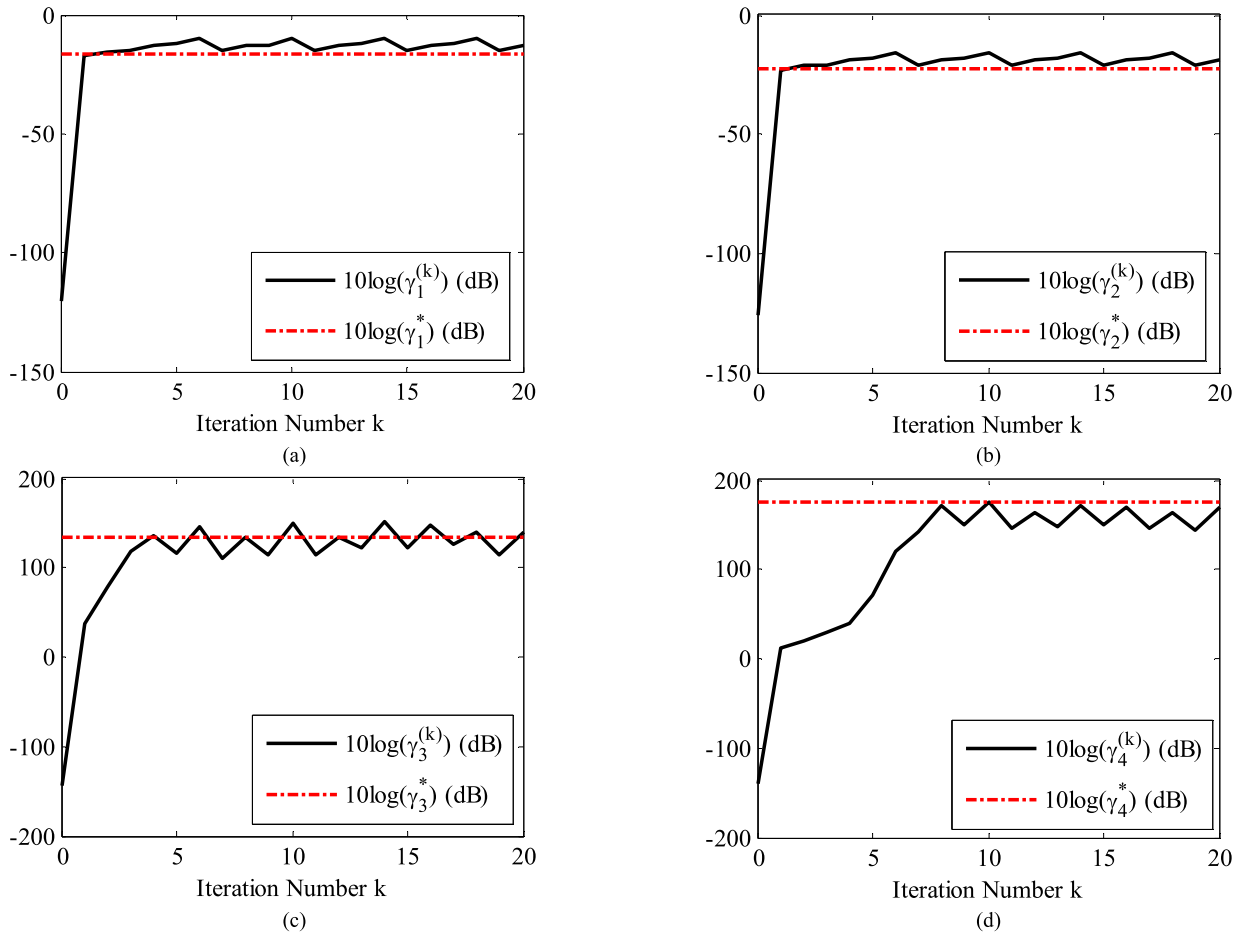 0
-50
-100
-150
0 5 10 15 20
10log(γ₁⁽ᵏ⁾) (dB)
10log(γ₁*) (dB)
Iteration Number k
(a)
0
-50
-100
-150
0 5 10 15 20
10log(γ₂⁽ᵏ⁾) (dB)
10log(γ₂*) (dB)
Iteration Number k
(b)
200
100
0
-100
-200
0 5 10 15 20
10log(γ₃⁽ᵏ⁾) (dB)
10log(γ₃*) (dB)
Iteration Number k
(c)
200
100
0
-100
-200
0 5 10 15 20
10log(γ₄⁽ᵏ⁾) (dB)
10log(γ₄*) (dB)
Iteration Number k
(d)